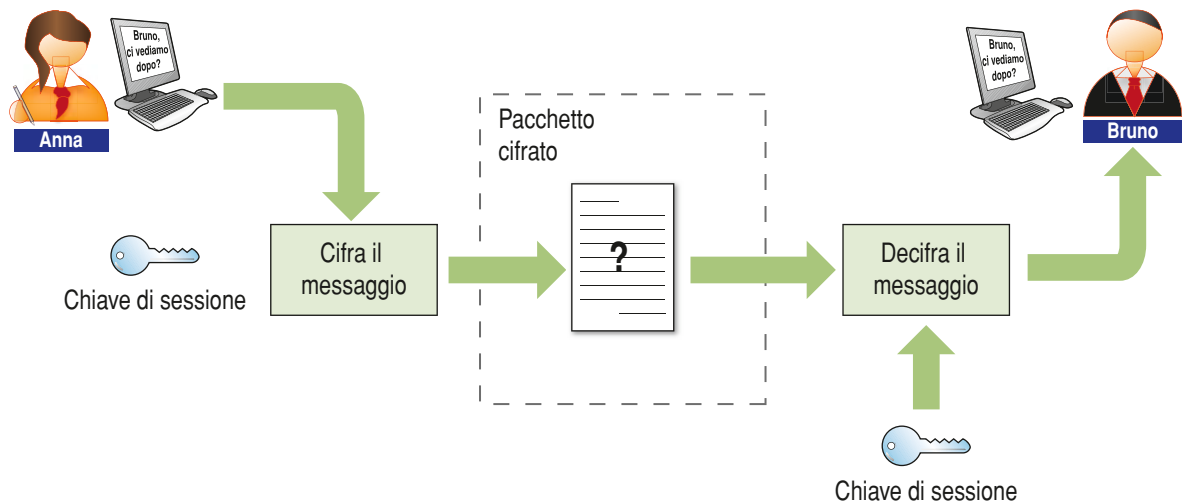 Bruno,
ci vediamo
dopo?
Anna
Chiave di sessione
Cifra il
messaggio
Pacchetto
cifrato
?
Decifra il
messaggio
Chiave di sessione
Bruno,
ci vediamo
dopo?
Bruno